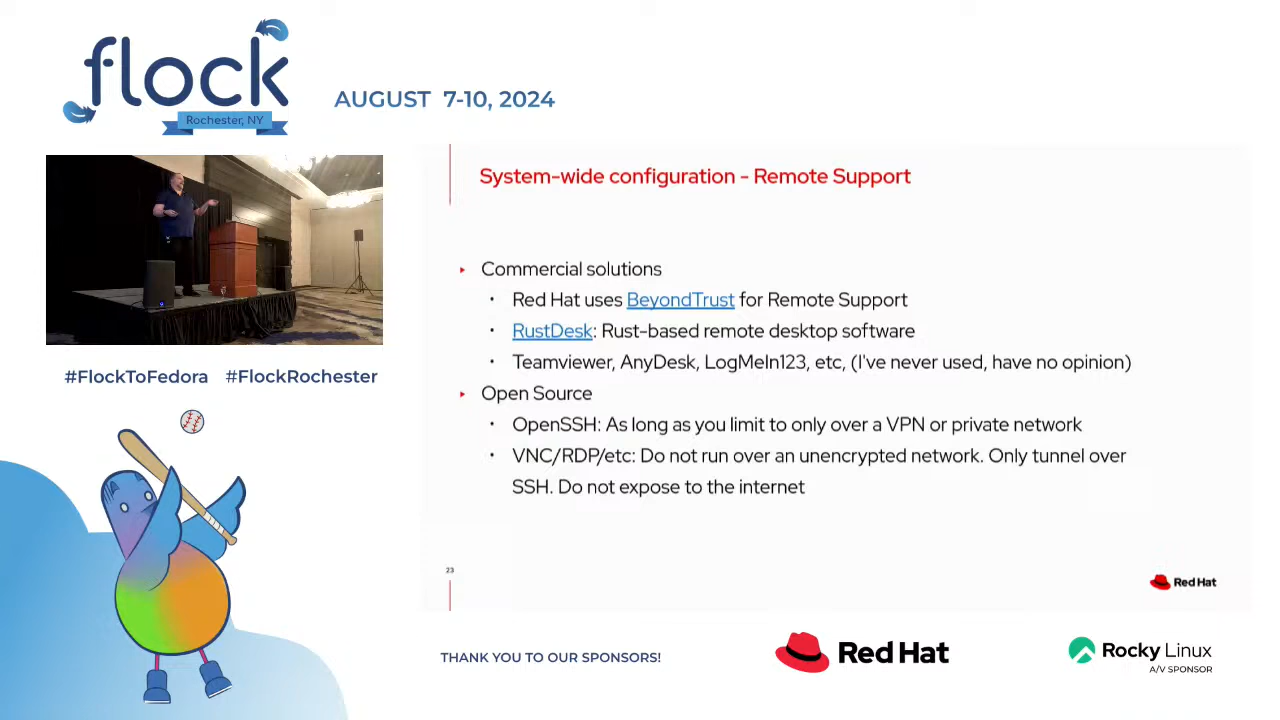 flock
Rochester, NY
AUGUST 7-10, 2024
#FlockToFedora #FlockRochester
System-wide configuration - Remote Support
Commercial solutions
Red Hat uses BeyondTrust for Remote Support
RustDesk: Rust-based remote desktop software
Teamviewer, AnyDesk, LogMeIn123, etc, (I've never used, have no opinion)
Open Source
OpenSSH: As long as you limit to only over a VPN or private network
VNC/RDP/etc: Do not run over an unencrypted network. Only tunnel over
SSH. Do not expose to the internet
23
Red Hat
THANK YOU TO OUR SPONSORS!
Red Hat
Rocky Linux
A/V SPONSOR